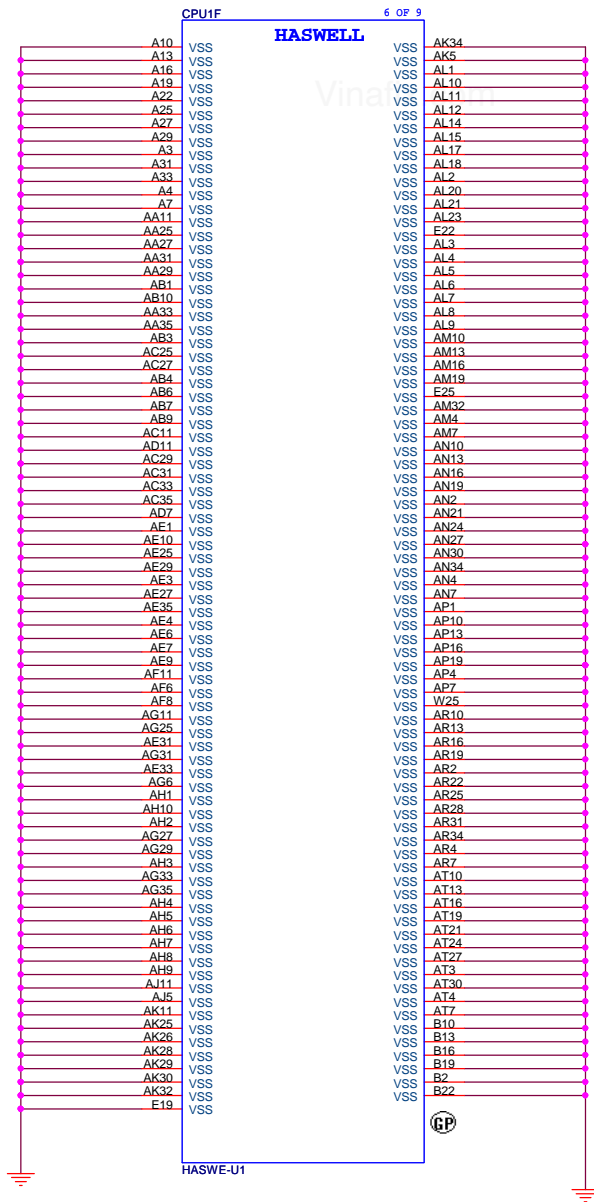 CPU1F 6 OF 9
HASWELL
A10 VSS VSS AK34
A13 VSS VSS AK5
A16 VSS VSS AL1
A19 VSS VSS AL10
A22 VSS VSS AL11
A25 VSS VSS AL12
A27 VSS VSS AL14
A29 VSS VSS AL15
A3 VSS VSS AL17
A31 VSS VSS AL18
A33 VSS VSS AL2
A4 VSS VSS AL20
A7 VSS VSS AL21
AA11 VSS VSS AL23
AA25 VSS VSS E22
AA27 VSS VSS AL3
AA31 VSS VSS AL4
AA29 VSS VSS AL5
AB1 VSS VSS AL6
AB10 VSS VSS AL7
AA33 VSS VSS AL8
AA35 VSS VSS AL9
AB3 VSS VSS AM10
AC25 VSS VSS AM13
AC27 VSS VSS AM16
AB4 VSS VSS AM19
AB6 VSS VSS E25
AB7 VSS VSS AM32
AB9 VSS VSS AM4
AC11 VSS VSS AM7
AD11 VSS VSS AN10
AC29 VSS VSS AN13
AC31 VSS VSS AN16
AC33 VSS VSS AN19
AC35 VSS VSS AN2
AD7 VSS VSS AN21
AE1 VSS VSS AN24
AE10 VSS VSS AN27
AE25 VSS VSS AN30
AE29 VSS VSS AN34
AE3 VSS VSS AN4
AE27 VSS VSS AN7
AE35 VSS VSS AP1
AE4 VSS VSS AP10
AE6 VSS VSS AP13
AE7 VSS VSS AP16
AE9 VSS VSS AP19
AF11 VSS VSS AP4
AF6 VSS VSS AP7
AF8 VSS VSS W25
AG11 VSS VSS AR10
AG25 VSS VSS AR13
AE31 VSS VSS AR16
AG31 VSS VSS AR19
AE33 VSS VSS AR2
AG6 VSS VSS AR22
AH1 VSS VSS AR25
AH10 VSS VSS AR28
AH2 VSS VSS AR31
AG27 VSS VSS AR34
AG29 VSS VSS AR4
AH3 VSS VSS AR7
AG33 VSS VSS AT10
AG35 VSS VSS AT13
AH4 VSS VSS AT16
AH5 VSS VSS AT19
AH6 VSS VSS AT21
AH7 VSS VSS AT24
AH8 VSS VSS AT27
AH9 VSS VSS AT3
AJ11 VSS VSS AT30
AJ5 VSS VSS AT4
AK11 VSS VSS AT7
AK25 VSS VSS B10
AK26 VSS VSS B13
AK28 VSS VSS B16
AK29 VSS VSS B19
AK30 VSS VSS B2
AK32 VSS VSS B22
E19 VSS
GP
HASWE-U1